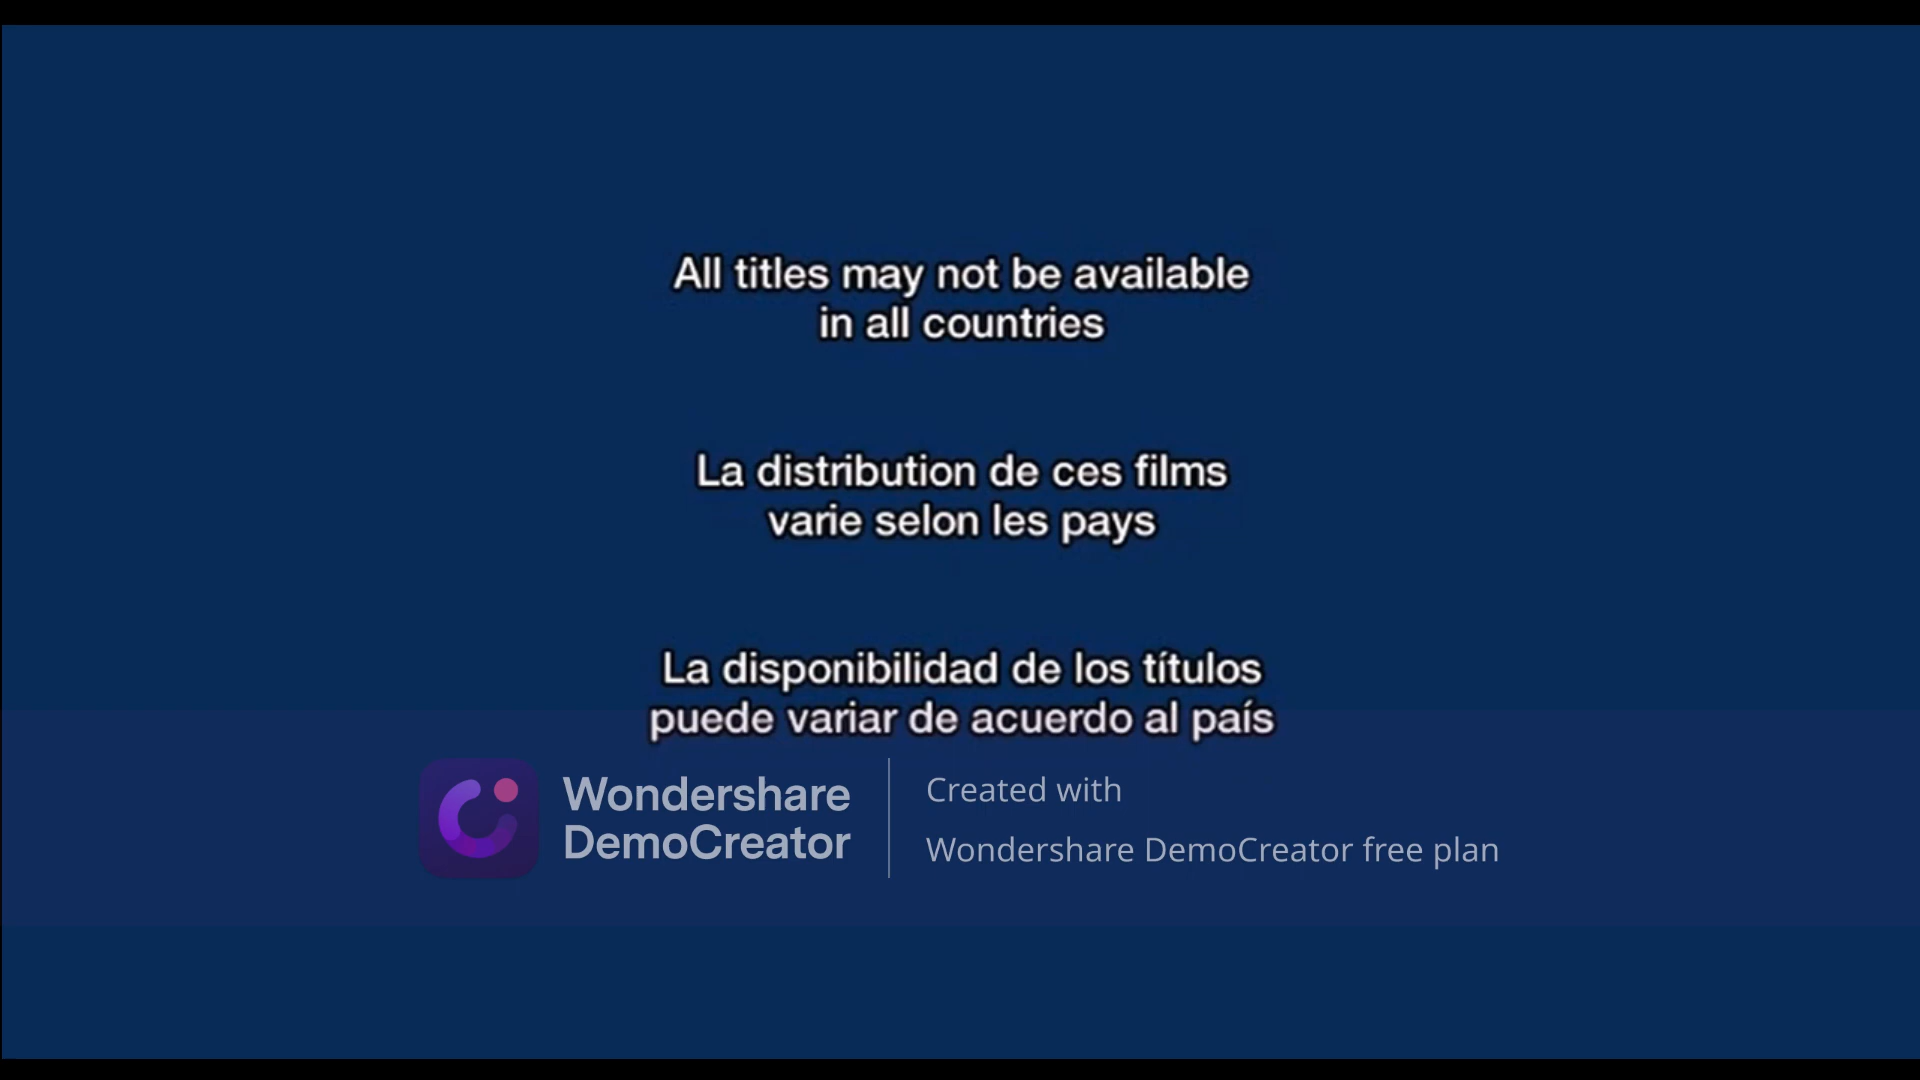 All titles may not be available
in all countries
La distribution de ces films
varie selon les pays
La disponibilidad de los títulos
puede variar de acuerdo al país
Wondershare
DemoCreator
Created with
Wondershare DemoCreator free plan